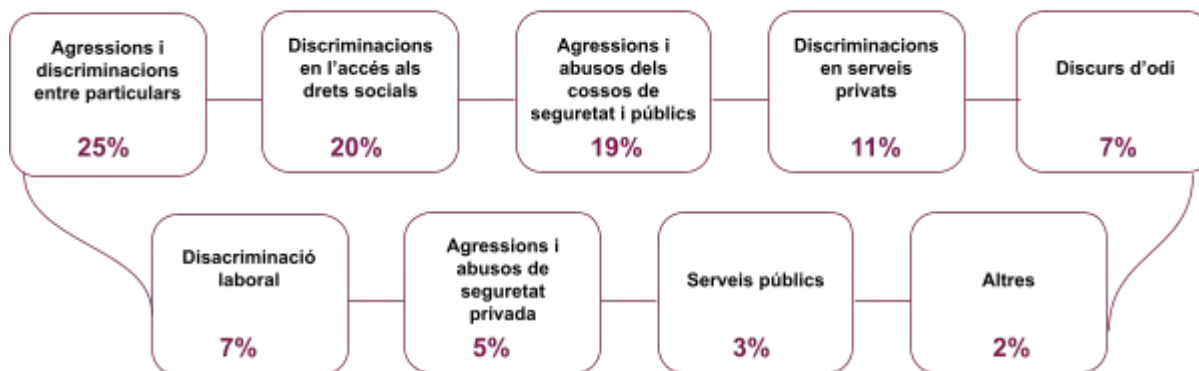 Agressions i
discriminacions
entre particulars
25%
Discriminacions
en l'accés als
drets socials
20%
Agressions i
abusos dels
cossos de
seguretat i públics
19%
Discriminacions
en serveis
privats
11%
Discurs d'odi
7%
Disacriminació
laboral
7%
Agressions i
abusos de
seguretat
privada
5%
Serveis públics
3%
Altres
2%